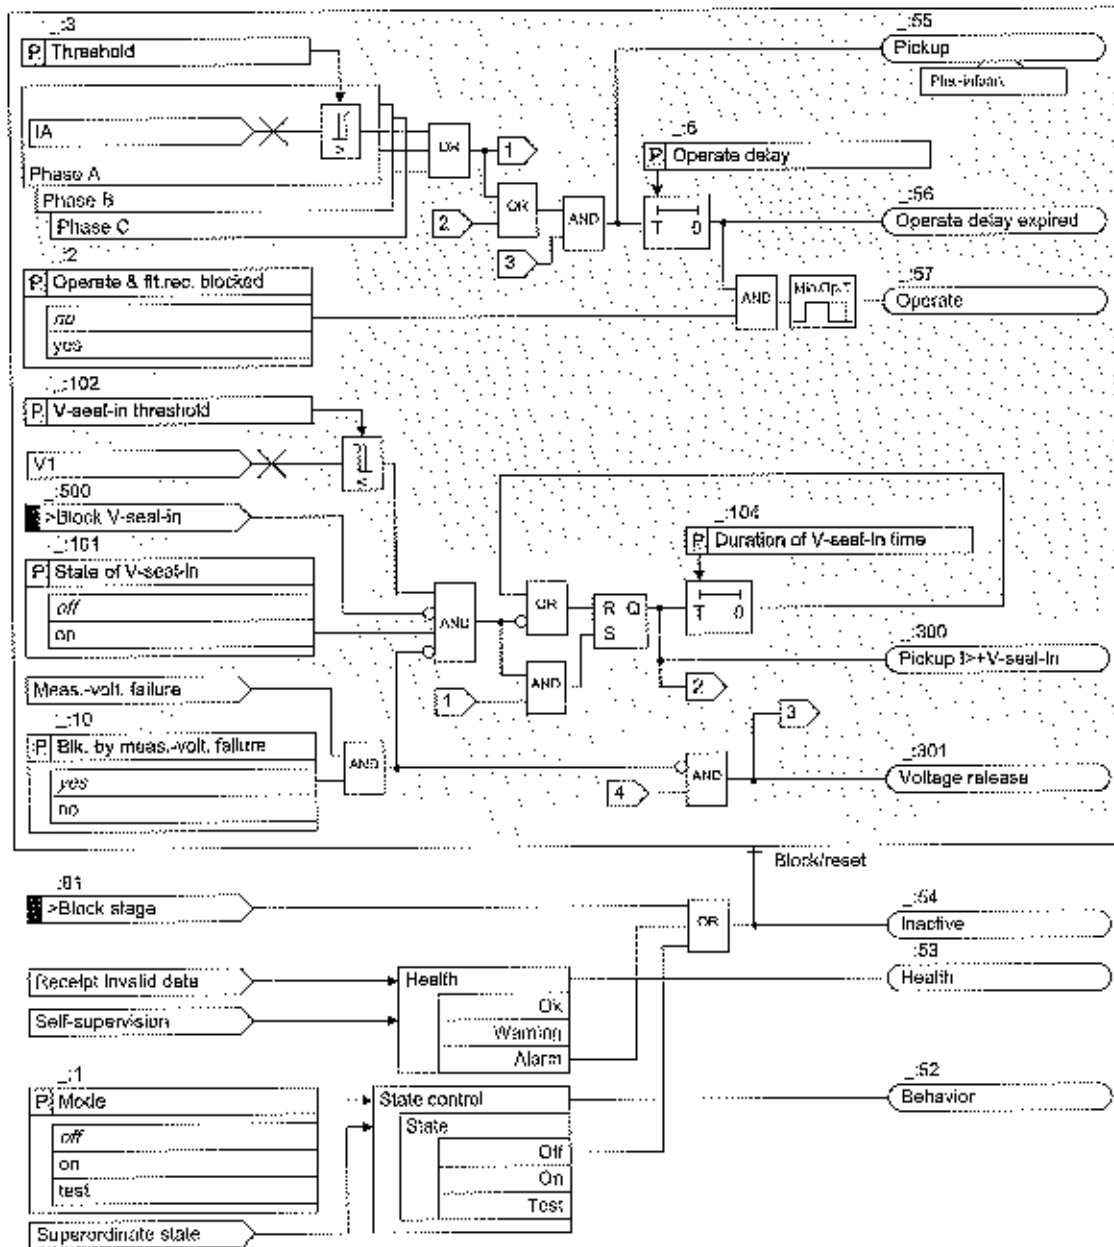 _:3
P Threshold
IA
Phase A
Phase B
Phase C
OR
1
2
OR
3
AND
_:6
P Operate delay
T 0
_:55
Pickup
_:56
Operate delay expired
_:2
P Operate & flt.rec. blocked
no
yes
AND
_:57
Operate
_:102
P V-seal-in threshold
V1
_:500
>Block V-seal-in
_:101
P State of V-seal-in
off
on
AND
OR
R Q
S
_:104
P Duration of V-seal-in time
T 0
_:300
Pickup I>+V-seal-in
1
AND
2
Meas.-volt. failure
_:10
P Blk. by meas.-volt. failure
yes
no
AND
4
AND
3
_:301
Voltage release
Block/reset
_:81
>Block stage
OR
_:54
Inactive
_:53
Health
Receipt invalid data
Self-supervision
Health
Ok
Warning
Alarm
_:1
P Mode
off
on
test
Superordinate state
State control
State
Off
On
Test
_:52
Behavior